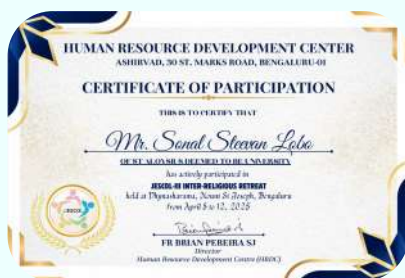 HUMAN RESOURCE DEVELOPMENT CENTER
ASHIRVAD, 30 ST. MARKS ROAD, BENGALURU-01
CERTIFICATE OF PARTICIPATION
THIS IS TO CERTIFY THAT
Mr. Sonal Steevan Lobo
OF ST ALOYSIUS DEEMED TO BE UNIVERSITY
has actively participated in
JESCOL-III INTER-RELIGIOUS RETREAT
held at Dhyanashrama, Mount St Joseph, Bengaluru
from April 8 to 12, 2025
FR BRIAN PEREIRA SJ
Director
Human Resource Development Centre (HRDC)